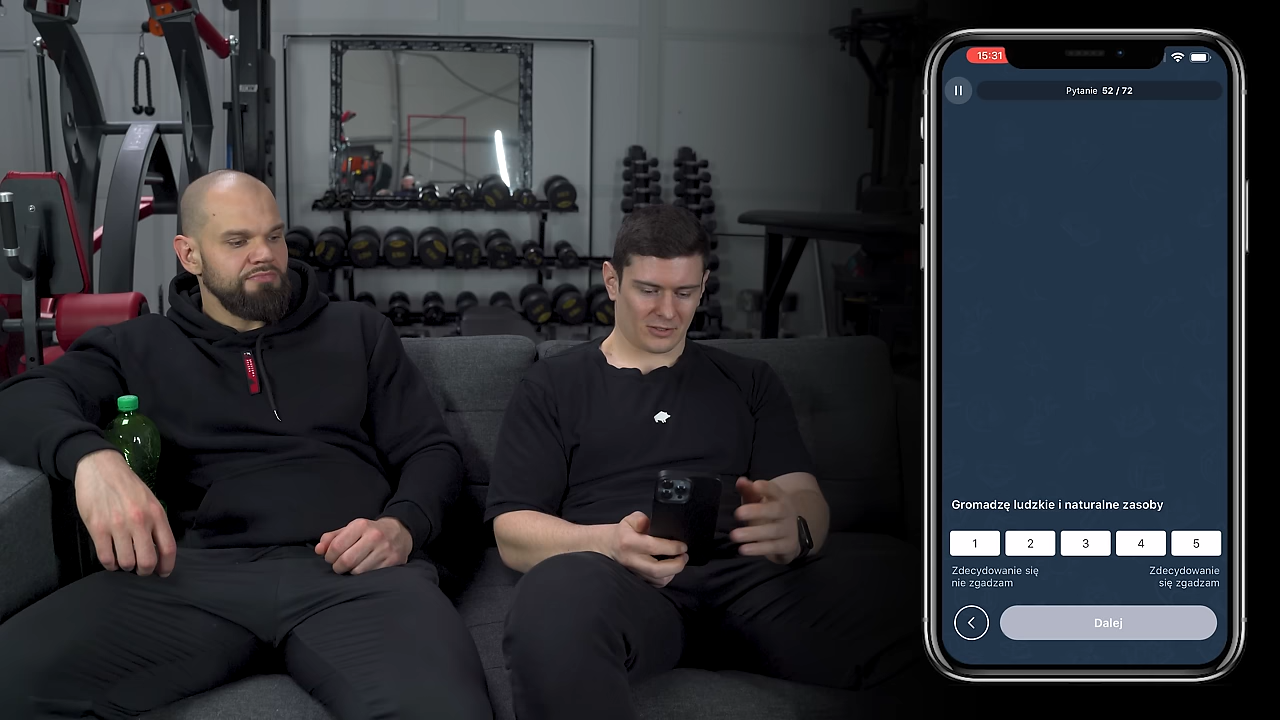 15:31
Pytanie 52 / 72
Gromadzę ludzkie i naturalne zasoby
1 2 3 4 5
Zdecydowanie się
nie zgadzam
Zdecydowanie
się zgadzam
Dalej